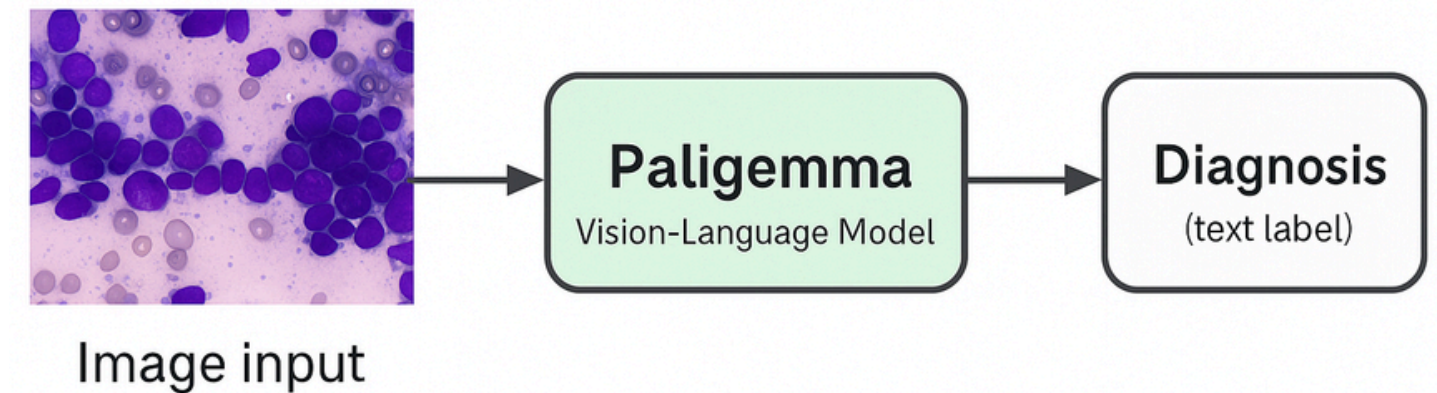 Image input
Paligemma
Vision-Language Model
Diagnosis
(text label)